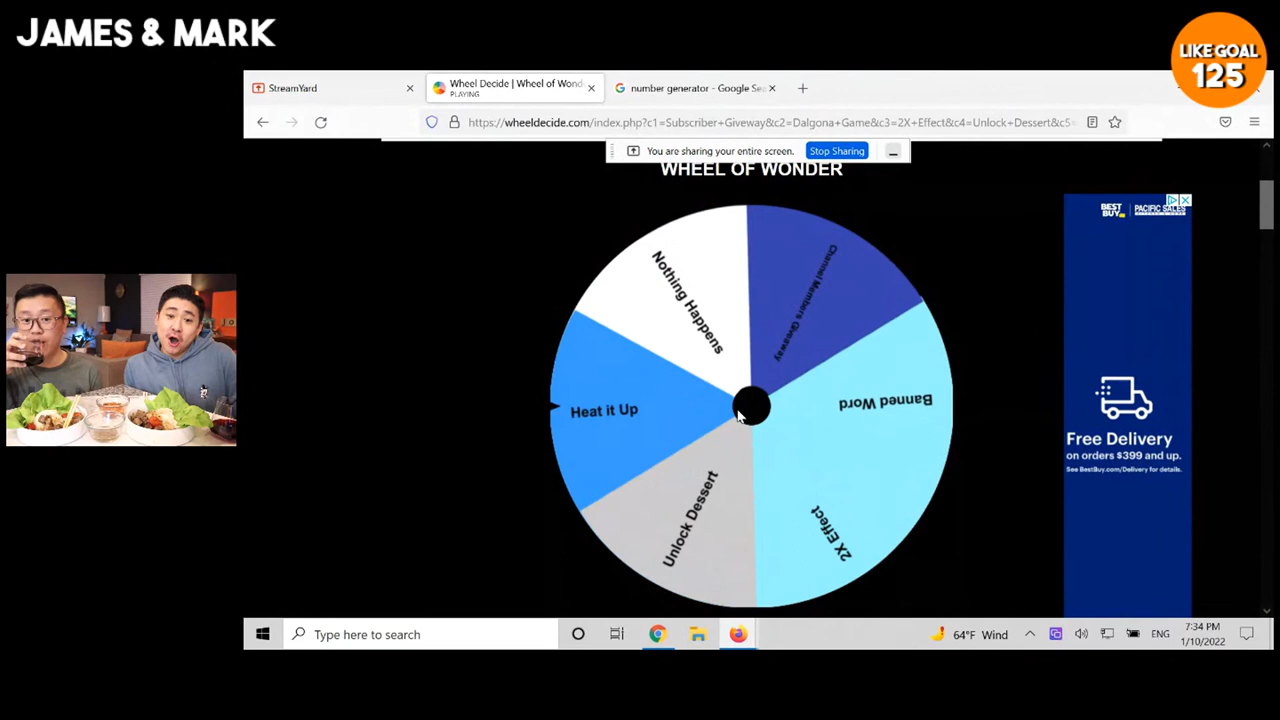 JAMES & MARK
LIKE GOAL
125
StreamYard
Wheel Decide | Wheel of Wond
PLAYING
number generator - Google Sea
https://wheeldecide.com/index.php?c1=Subscriber+Giveway&c2=Dalgona+Game&c3=2X+Effect&c4=Unlock+Dessert&c5=
You are sharing your entire screen.
Stop Sharing
WHEEL OF WONDER
Nothing Happens
Channel Members Giveway
Heat it Up
Banned Word
Unlock Dessert
2X Effect
BEST BUY
PACIFIC SALES
Free Delivery
on orders $399 and up.
See BestBuy.com/Delivery for details.
Type here to search
64°F Wind
ENG
7:34 PM
1/10/2022